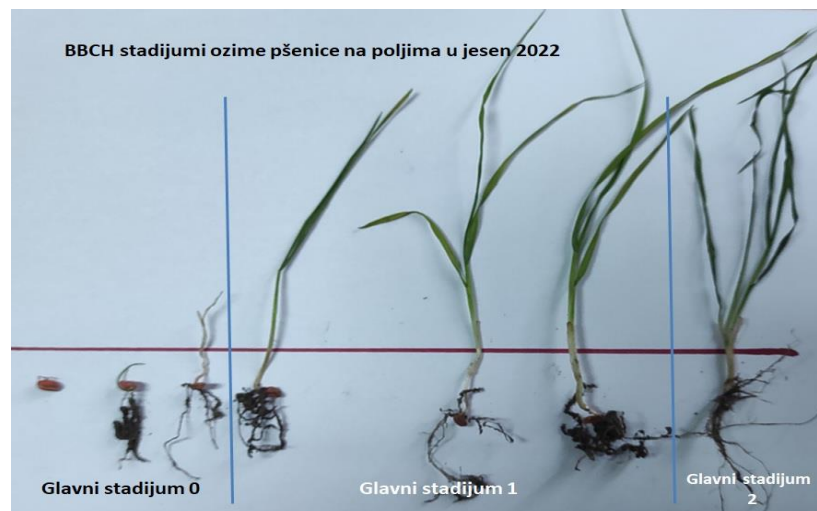 BBCH stadijumi ozime pšenice na poljima u jesen 2022
Glavni stadijum 0
Glavni stadijum 1
Glavni stadijum
2